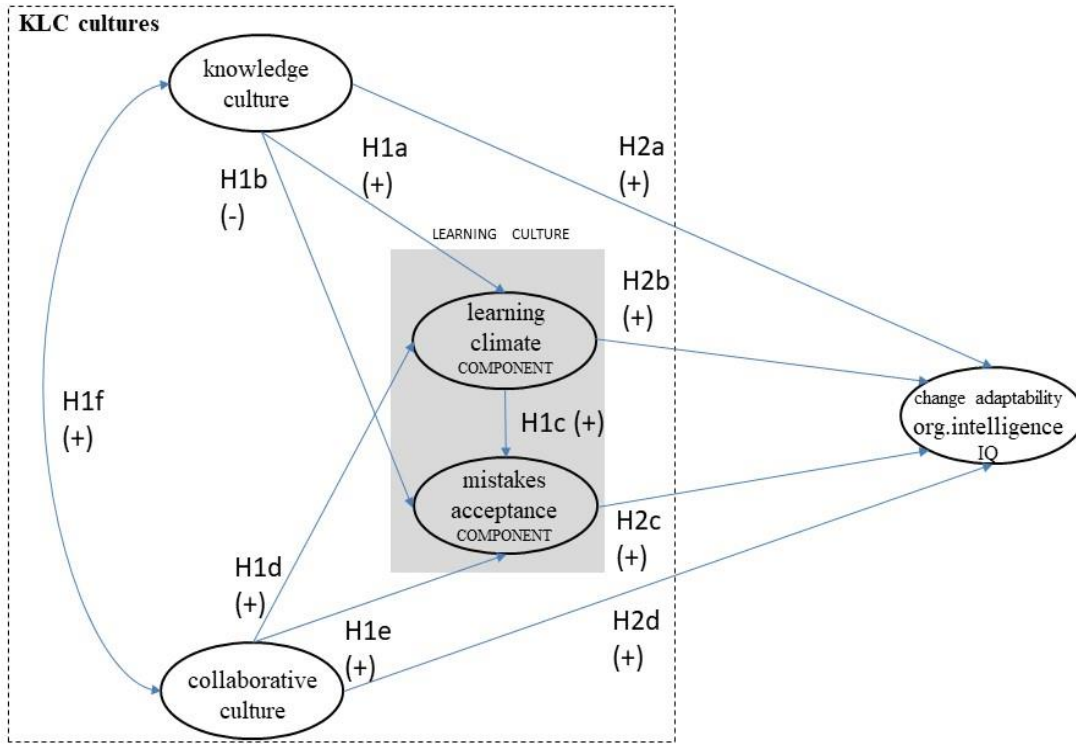 KLC cultures
knowledge
culture
H1a
(+)
H2a
(+)
H1b
(-)
LEARNING CULTURE
learning
climate
COMPONENT
H2b
(+)
H1f
(+)
H1c (+)
change adaptability
org.intelligence
IQ
mistakes
acceptance
COMPONENT
H2c
(+)
H1d
(+)
H1e
(+)
H2d
(+)
collaborative
culture